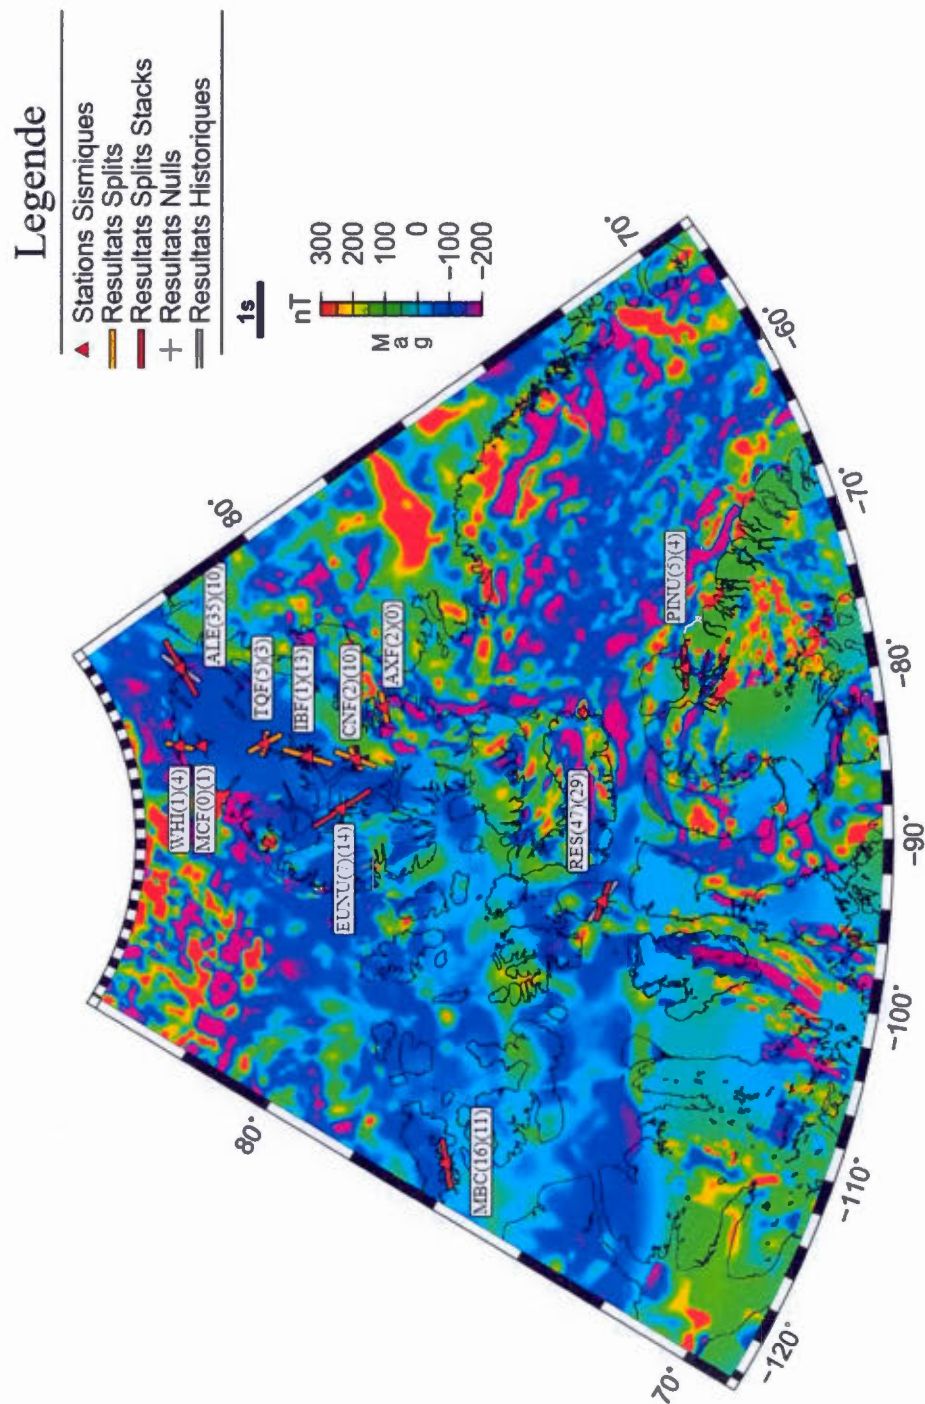 Legende
Stations Sismiques
Resultats Splits
Resultats Splits Stacks
Resultats Nulls
Resultats Historiques
1s
nT
300
200
100
0
−100
−200
Mag
80°
70°
−60°
−70°
−80°
−90°
−100°
−110°
−120°
70°
80°
ALE(35)(10)
TQF(5)(3)
IBF(1)(13)
CNF(2)(10)
AXF(2)(0)
WHI(1)(4)
MCF(0)(1)
EUNU(7)(14)
RES(47)(29)
PINU(5)(4)
MBC(16)(11)